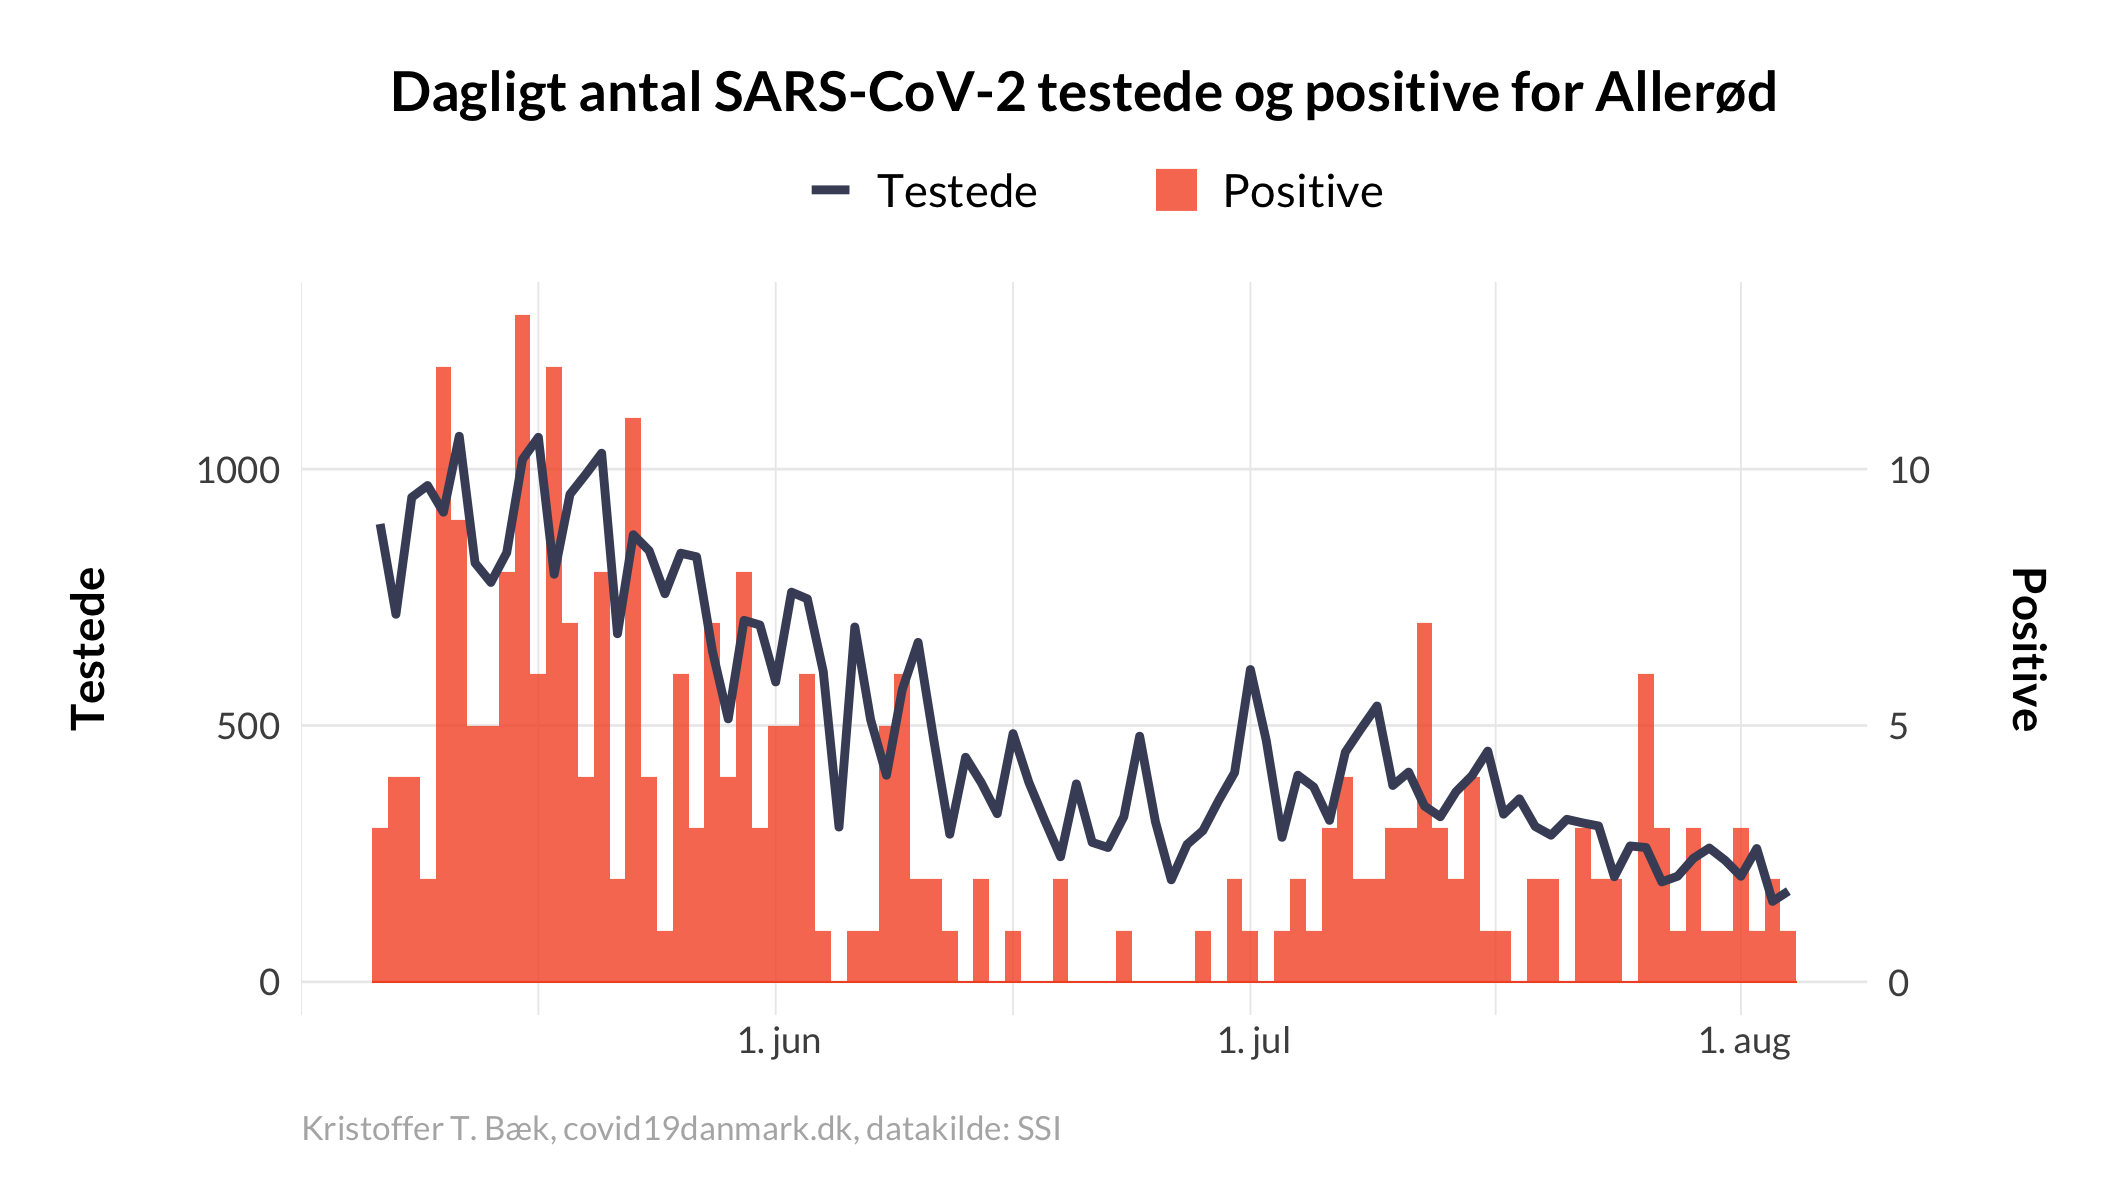 Dagligt antal SARS-CoV-2 testede og positive for Allerød
Testede
Positive
1000
500
0
Testede
10
5
0
Positive
1. jun
1. jul
1. aug
Kristoffer T. Bæk, covid19danmark.dk, datakilde: SSI